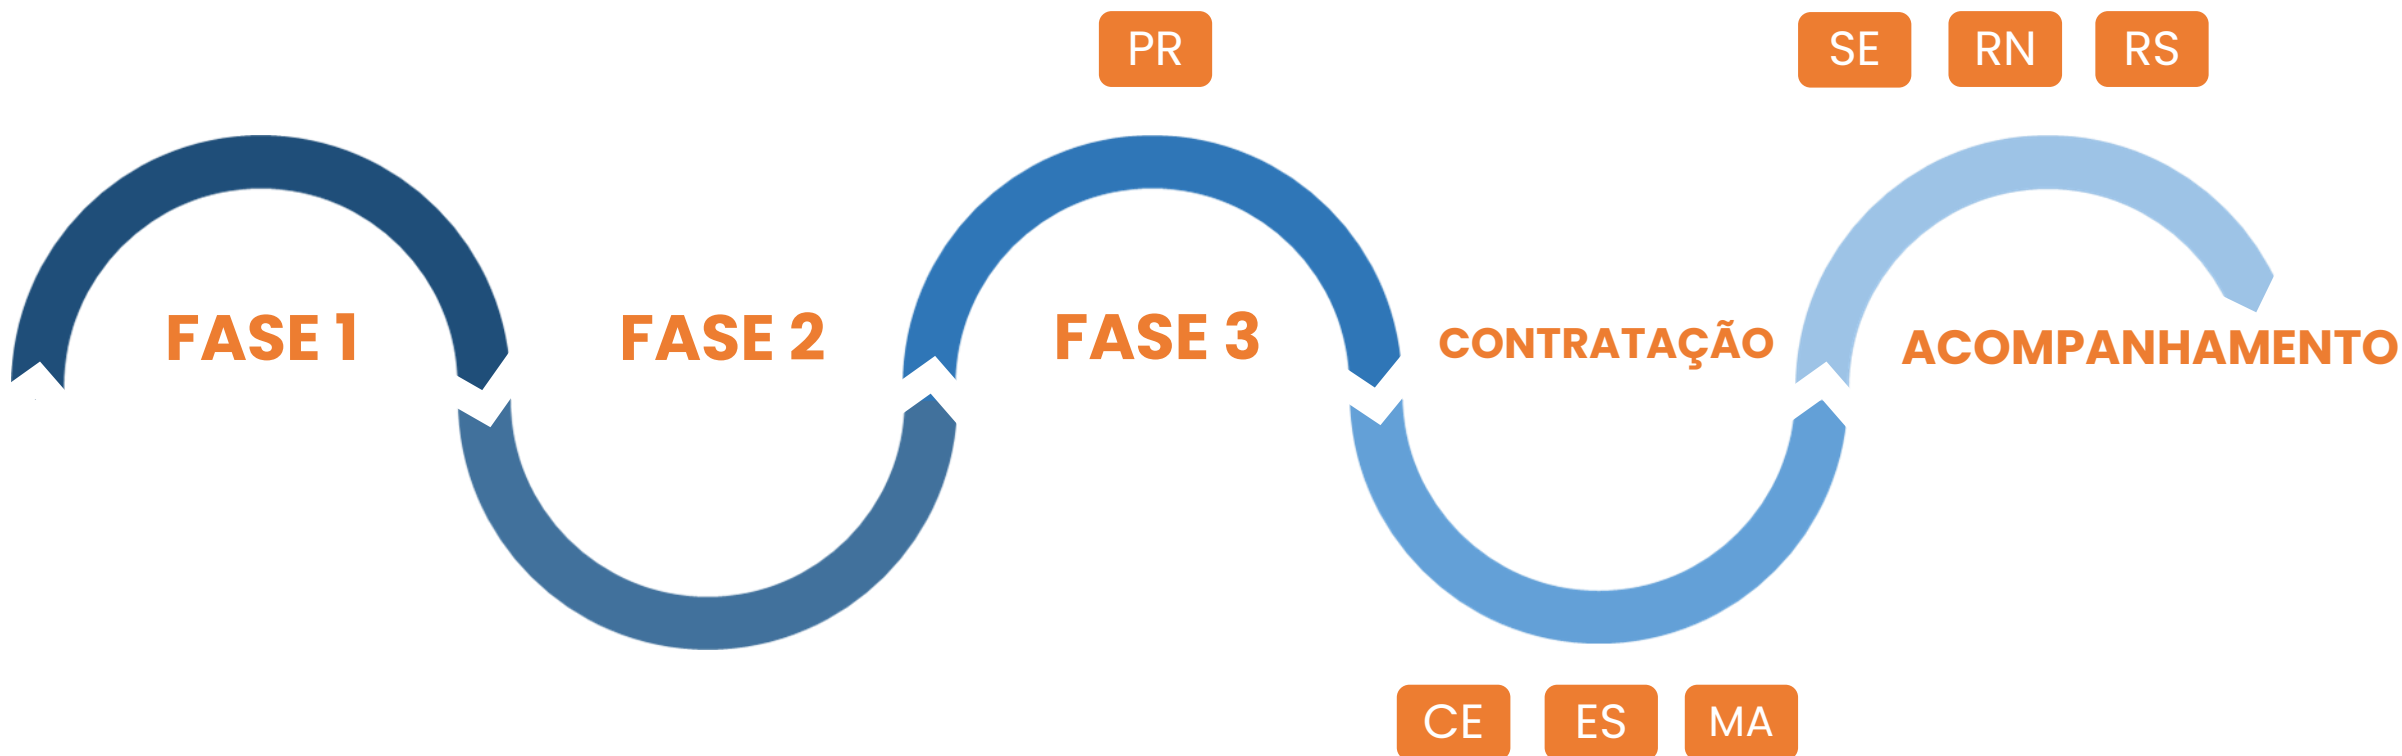 PR
SE RN RS
FASE 1
FASE 2
FASE 3
CONTRATAÇÃO
ACOMPANHAMENTO
CE ES MA